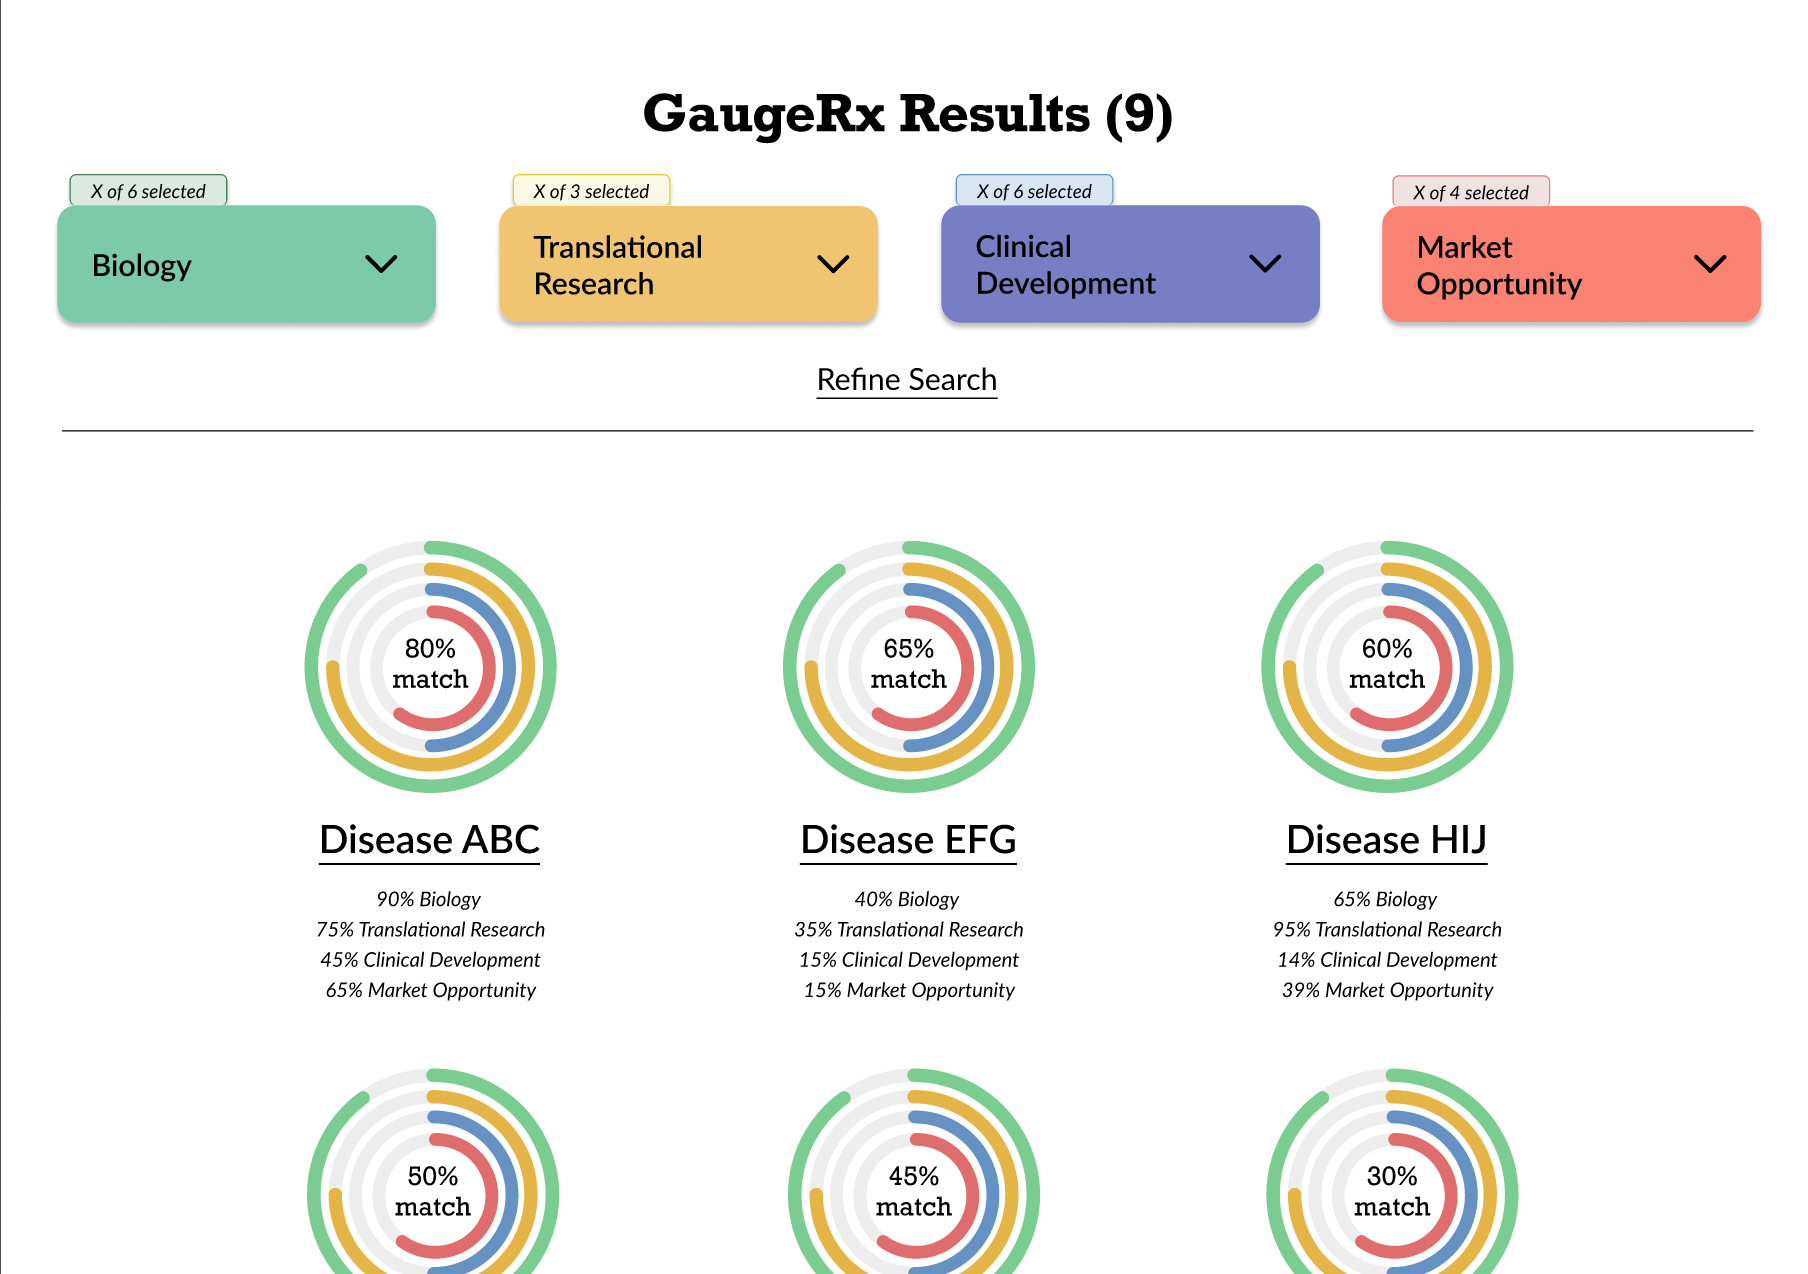 GaugeRx Results (9)
X of 6 selected
X of 3 selected
X of 6 selected
X of 4 selected
Biology
Translational
Research
Clinical
Development
Market
Opportunity
Refine Search
80%
match
65%
match
60%
match
Disease ABC
90% Biology
75% Translational Research
45% Clinical Development
65% Market Opportunity
Disease EFG
40% Biology
35% Translational Research
15% Clinical Development
15% Market Opportunity
Disease HIJ
65% Biology
95% Translational Research
14% Clinical Development
39% Market Opportunity
50%
match
45%
match
30%
match